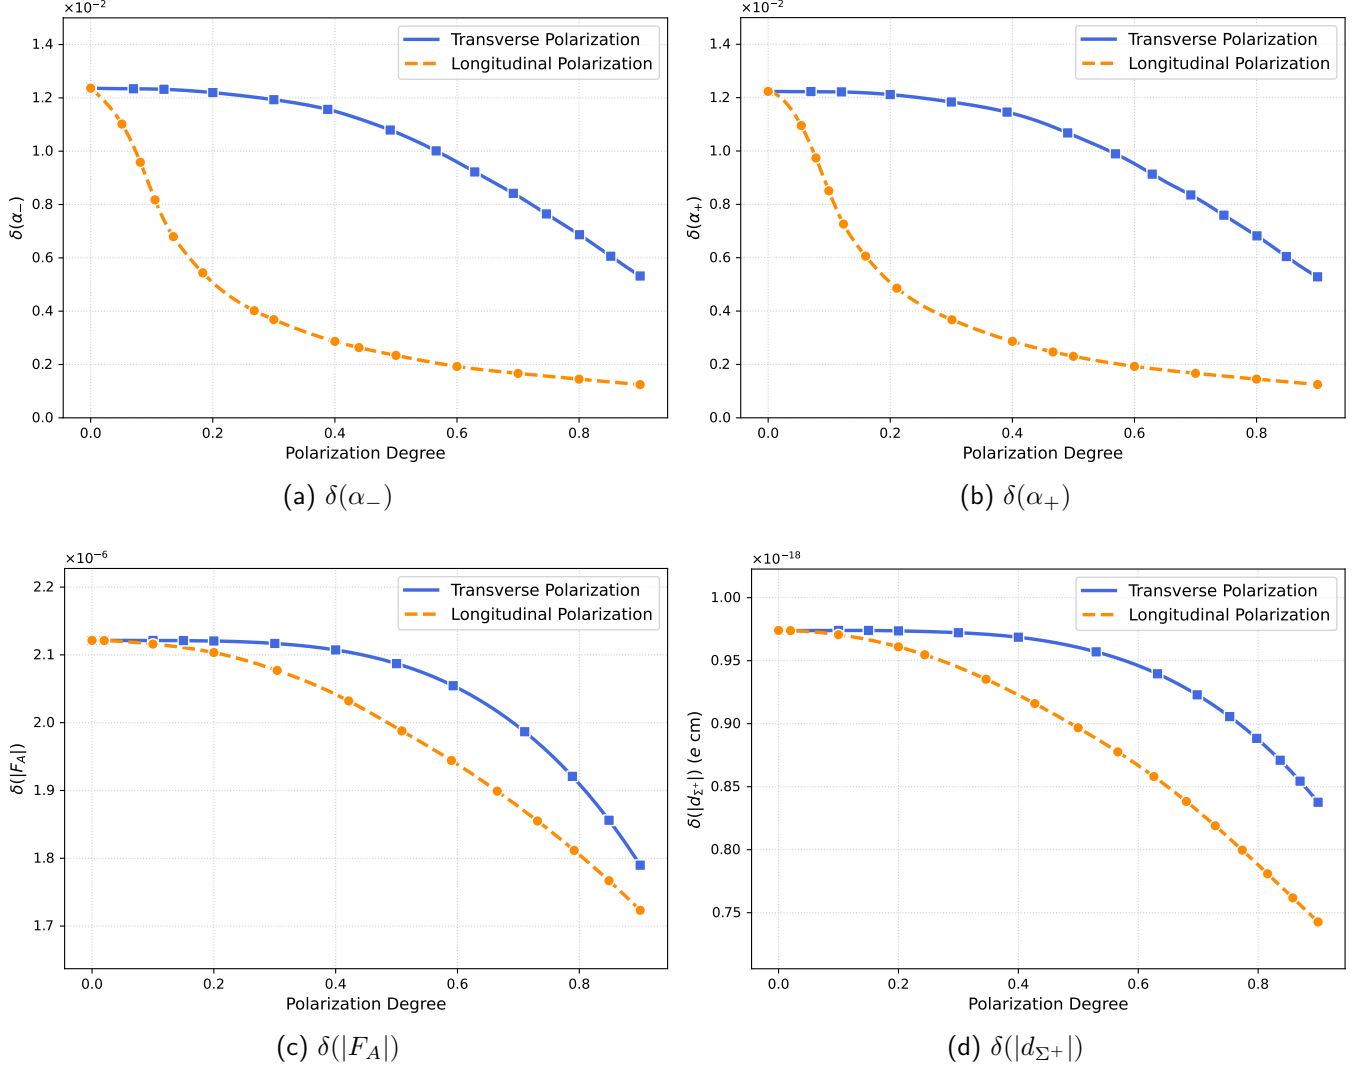 ×10⁻²
1.4
1.2
1.0
0.8
0.6
0.4
0.2
0.0
δ(α₋)
Transverse Polarization
Longitudinal Polarization
0.0 0.2 0.4 0.6 0.8
Polarization Degree
(a) δ(α₋)
×10⁻²
1.4
1.2
1.0
0.8
0.6
0.4
0.2
0.0
δ(α₊)
Transverse Polarization
Longitudinal Polarization
0.0 0.2 0.4 0.6 0.8
Polarization Degree
(b) δ(α₊)
×10⁻⁶
2.2
2.1
2.0
1.9
1.8
1.7
δ(|F_A|)
Transverse Polarization
Longitudinal Polarization
0.0 0.2 0.4 0.6 0.8
Polarization Degree
(c) δ(|F_A|)
×10⁻¹⁸
1.00
0.95
0.90
0.85
0.80
0.75
δ(|d_Σ⁺|) (e cm)
Transverse Polarization
Longitudinal Polarization
0.0 0.2 0.4 0.6 0.8
Polarization Degree
(d) δ(|d_Σ⁺|)